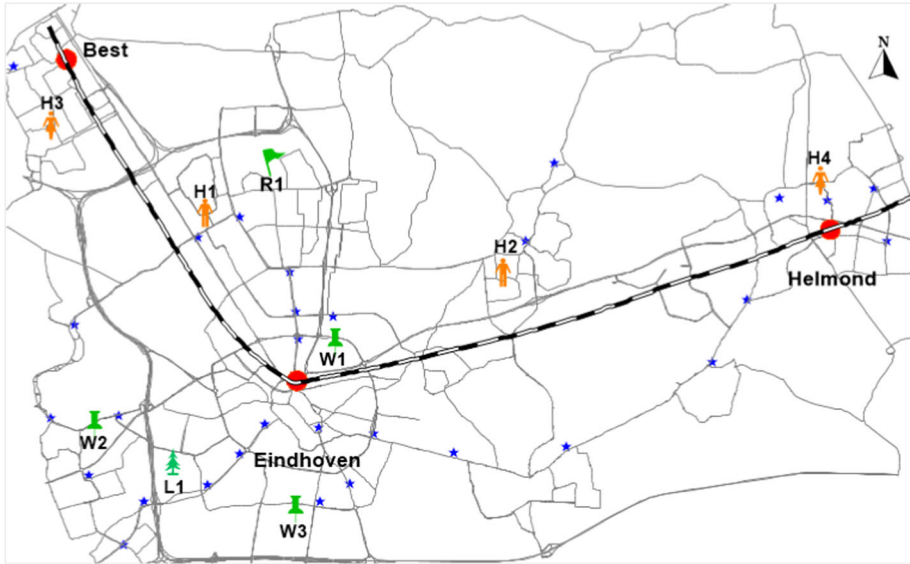 Best
N
H3
H4
R1
H1
H2
Helmond
W1
W2
Eindhoven
L1
W3